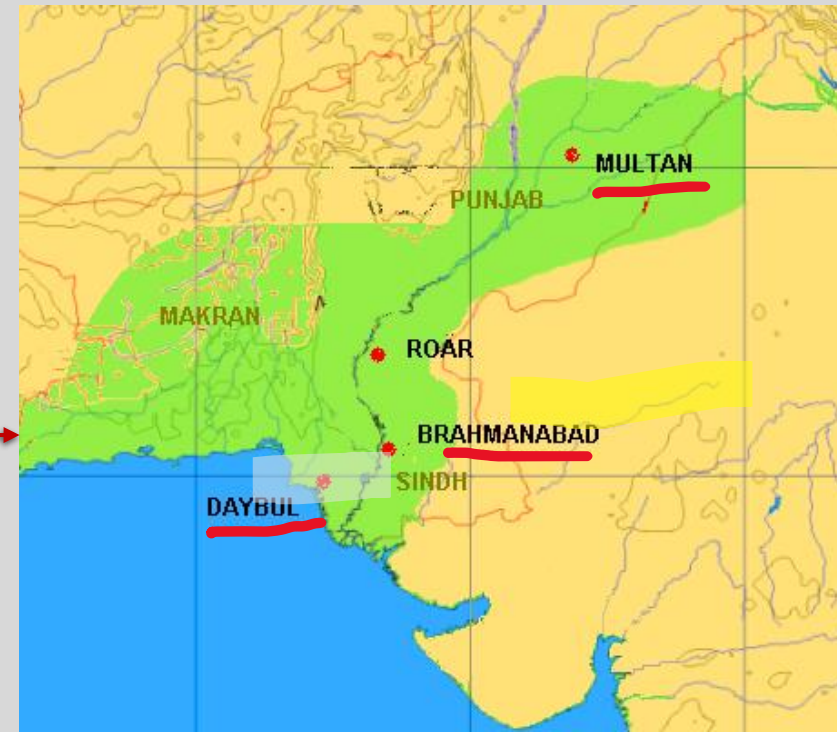 MULTAN
PUNJAB
MAKRAN
ROAR
BRAHMANABAD
SINDH
DAYBUL